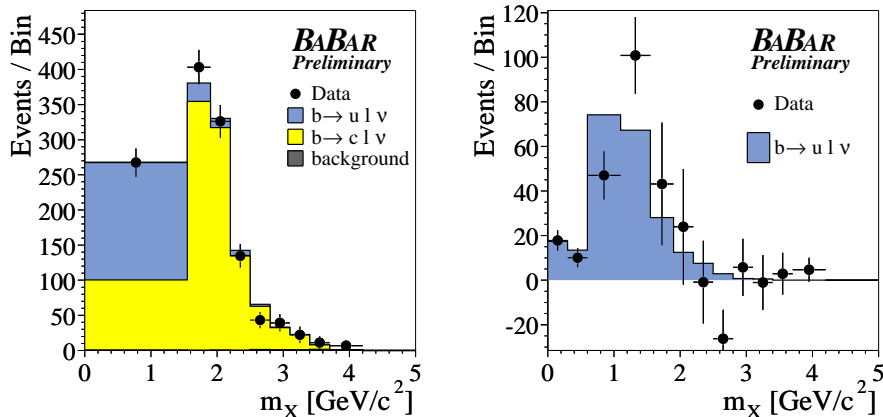 Events / Bin
450
400
350
300
250
200
150
100
50
0
BABAR
Preliminary
Data
b→ u l ν
b→ c l ν
background
0 1 2 3 4 5
m_X [GeV/c²]
Events / Bin
120
100
80
60
40
20
0
-20
BABAR
Preliminary
Data
b→ u l ν
0 1 2 3 4 5
m_X [GeV/c²]